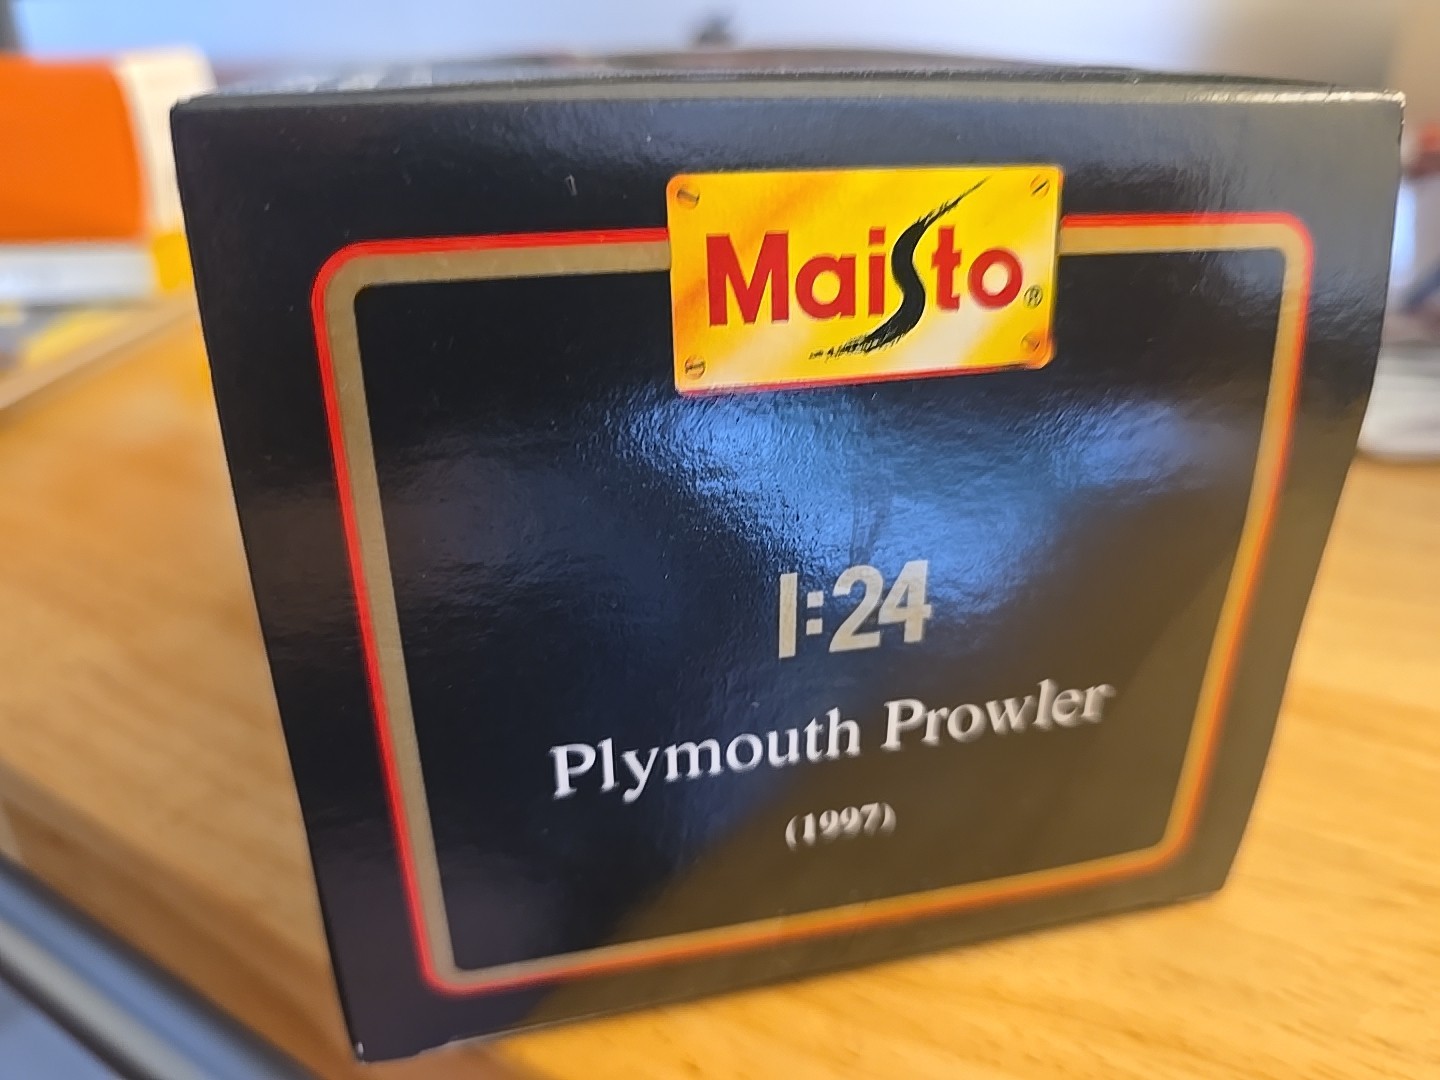 Maisto®
1:24
Plymouth Prowler
(1997)